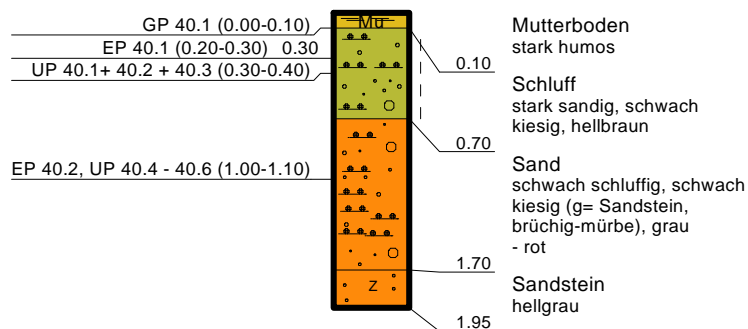 GP 40.1 (0.00-0.10)
EP 40.1 (0.20-0.30) 0.30
UP 40.1+ 40.2 + 40.3 (0.30-0.40)
EP 40.2, UP 40.4 - 40.6 (1.00-1.10)
Mu
Z
0.10
0.70
1.70
1.95
Mutterboden
stark humos
Schluff
stark sandig, schwach
kiesig, hellbraun
Sand
schwach schluffig, schwach
kiesig (g= Sandstein,
brüchig-mürbe), grau
- rot
Sandstein
hellgrau